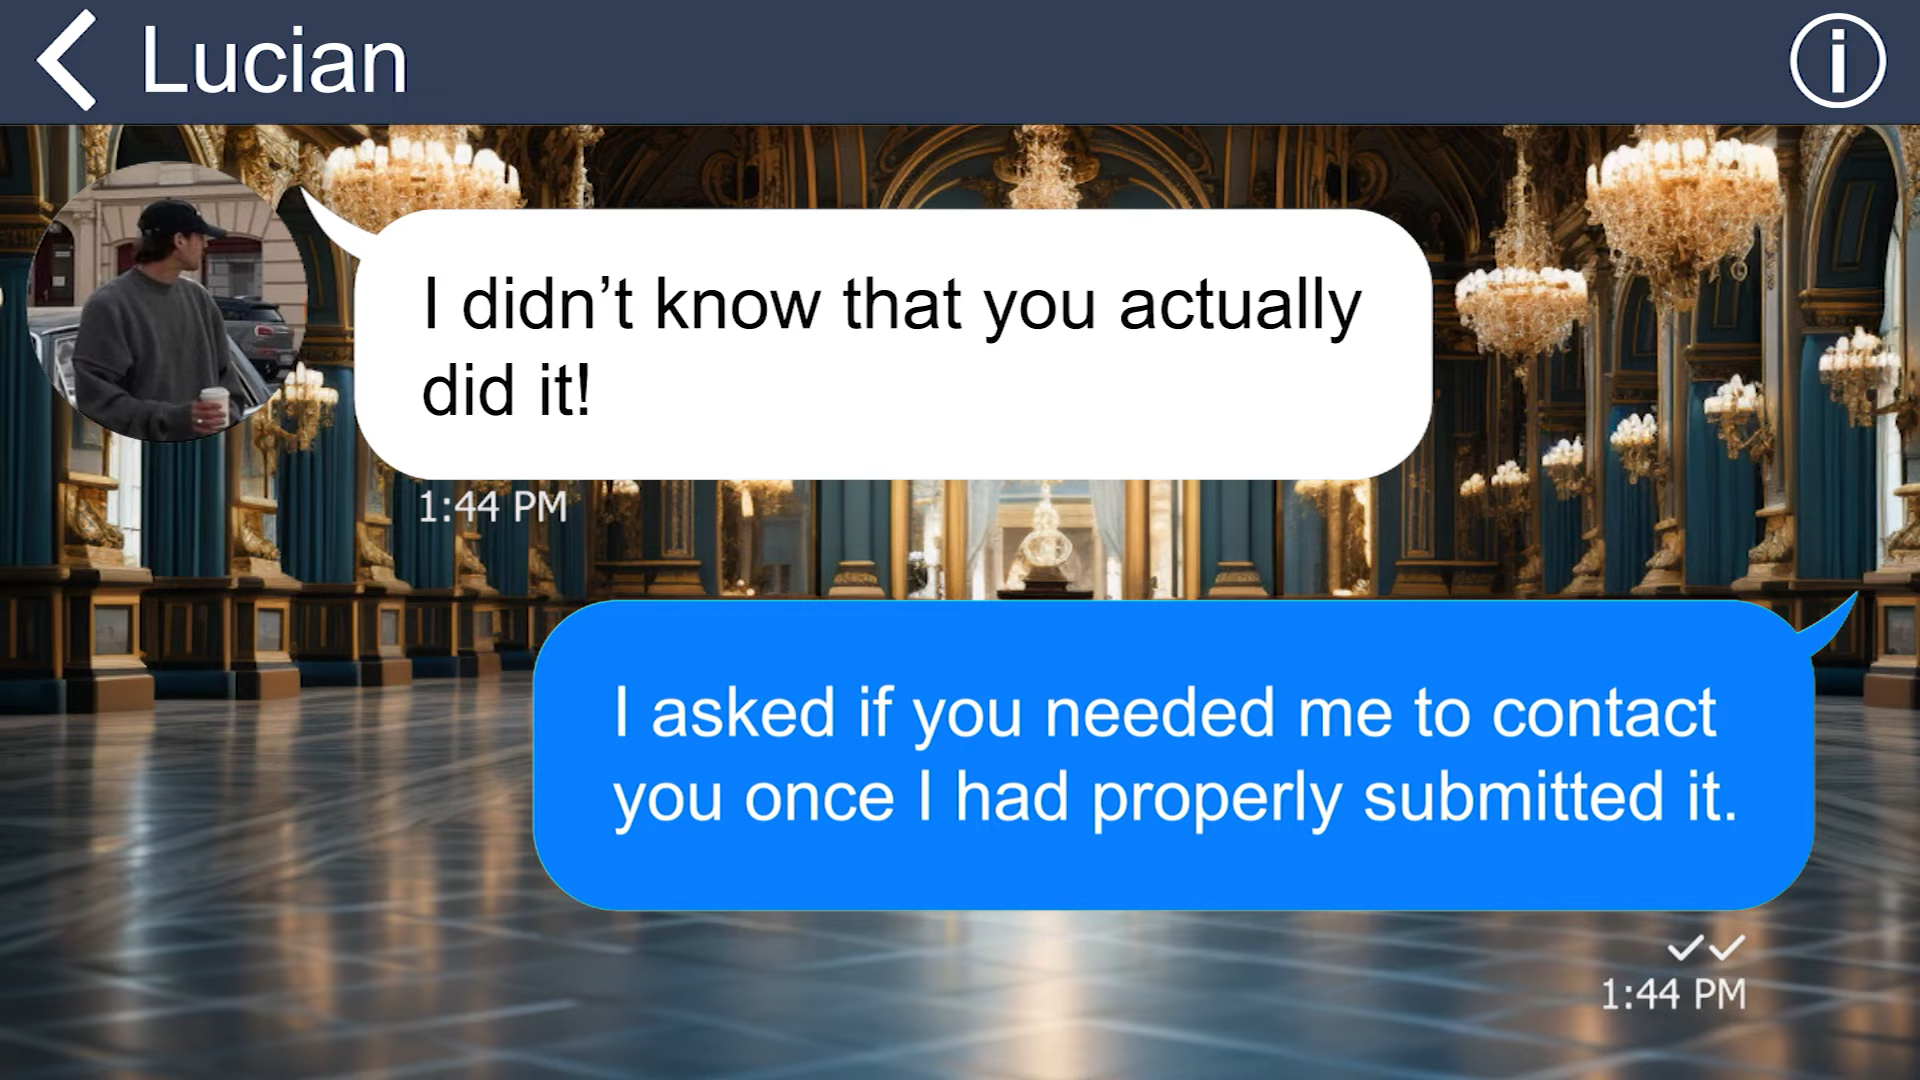 Lucian
I didn’t know that you actually
did it!
1:44 PM
I asked if you needed me to contact
you once I had properly submitted it.
1:44 PM